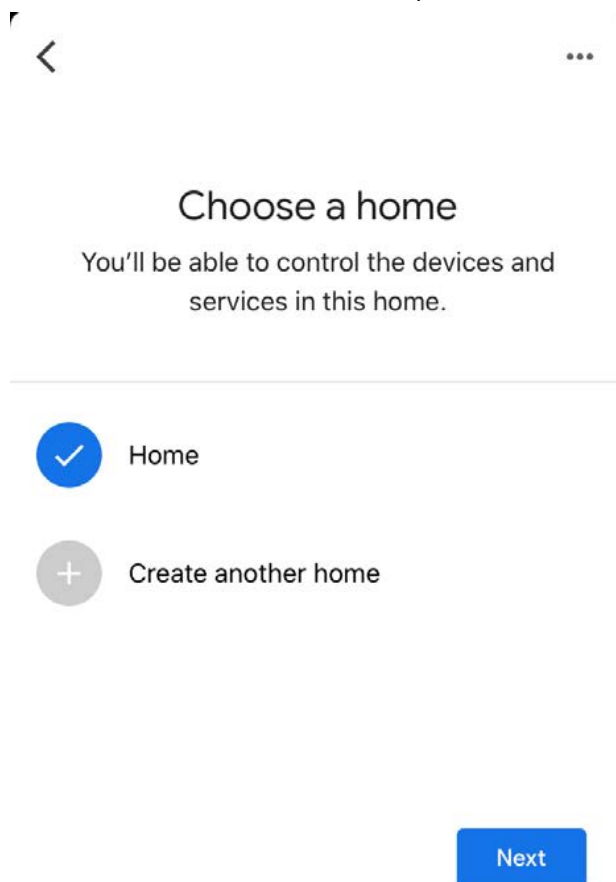 Choose a home
You’ll be able to control the devices and
services in this home.
Home
Create another home
Next